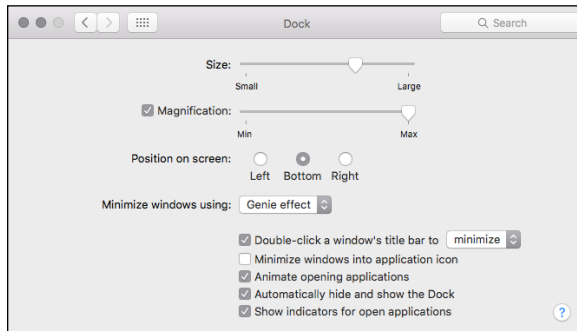 Dock
Search
Size:
Small Large
Magnification:
Min Max
Position on screen:
Left Bottom Right
Minimize windows using: Genie effect
Double-click a window's title bar to minimize
Minimize windows into application icon
Animate opening applications
Automatically hide and show the Dock
Show indicators for open applications
?